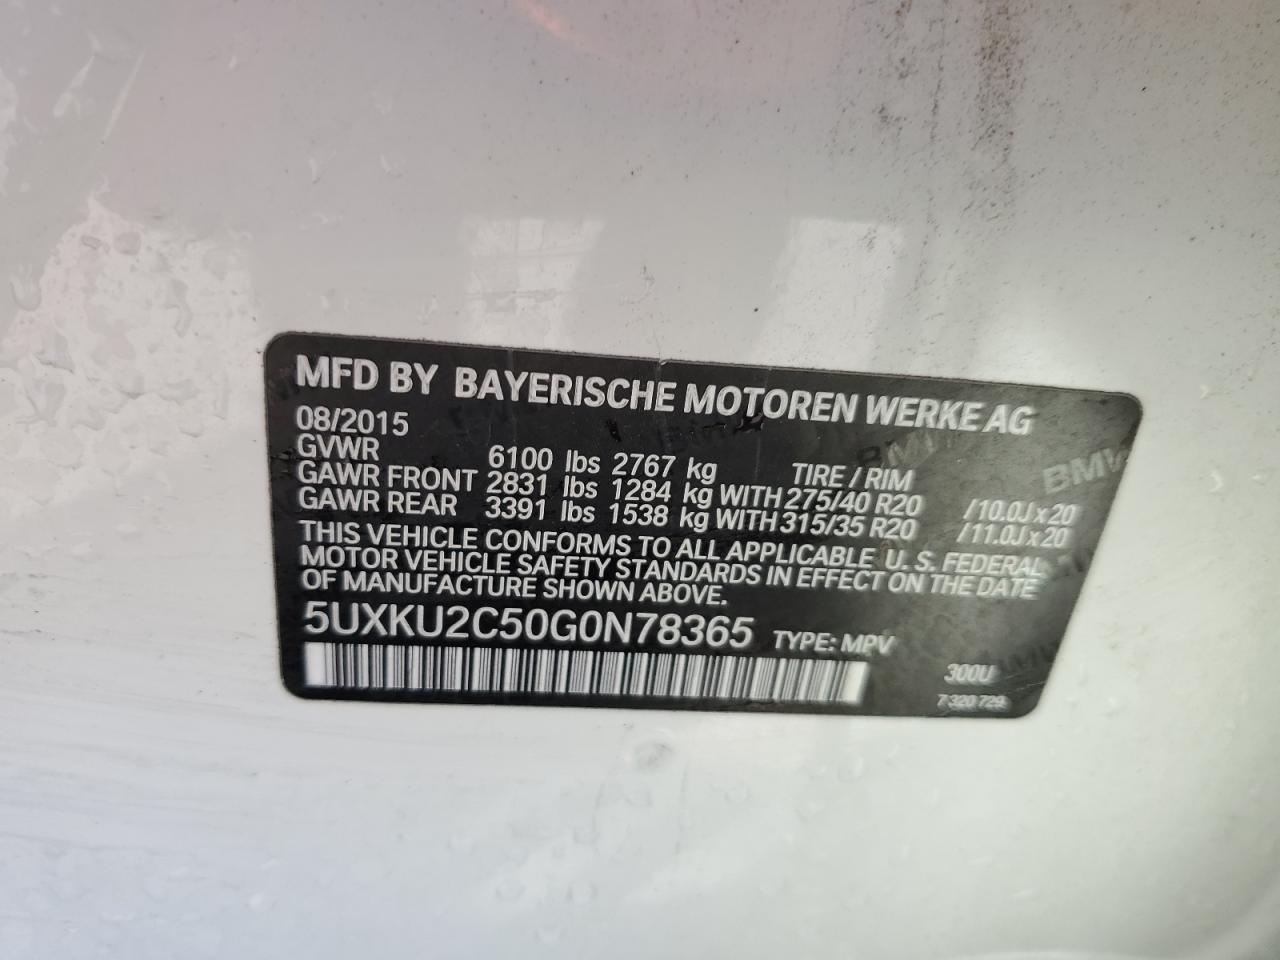 MFD BY BAYERISCHE MOTOREN WERKE AG
08/2015
GVWR 6100 lbs 2767 kg TIRE / RIM
GAWR FRONT 2831 lbs 1284 kg WITH 275/40 R20 /10.0J x 20
GAWR REAR 3391 lbs 1538 kg WITH 315/35 R20 /11.0J x 20
THIS VEHICLE CONFORMS TO ALL APPLICABLE U. S. FEDERAL
MOTOR VEHICLE SAFETY STANDARDS IN EFFECT ON THE DATE
OF MANUFACTURE SHOWN ABOVE.
5UXKU2C50G0N78365 TYPE: MPV
300U
7 320 729